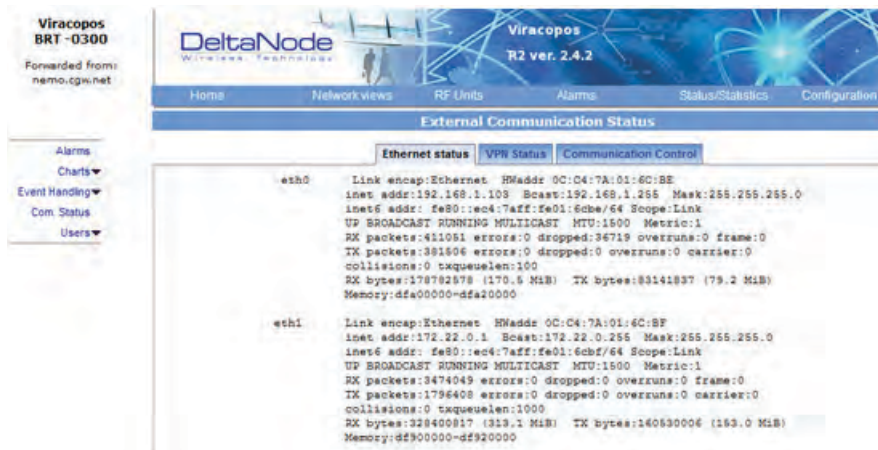 Viracopos
BRT -0300
Forwarded from:
nemo.cgw.net
DeltaNode
Wireless Technology
Viracopos
R2 ver. 2.4.2
Home Network views RF Units Alarms Status/Statistics Configuration
External Communication Status
Alarms
Charts
Event Handling
Com. Status
Users
Ethernet status VPN Status Communication Control
eth0 Link encap:Ethernet HWaddr 0C:C4:7A:01:6C:BE
inet addr:192.168.1.103 Bcast:192.168.1.255 Mask:255.255.255.0
inet6 addr: fe80::ec4:7aff:fe01:6cbe/64 Scope:Link
UP BROADCAST RUNNING MULTICAST MTU:1500 Metric:1
RX packets:411051 errors:0 dropped:36719 overruns:0 frame:0
TX packets:381506 errors:0 dropped:0 overruns:0 carrier:0
collisions:0 txqueuelen:100
RX bytes:178782578 (170.5 MiB) TX bytes:83141837 (79.2 MiB)
Memory:dfa00000-dfa20000
eth1 Link encap:Ethernet HWaddr 0C:C4:7A:01:6C:BF
inet addr:172.22.0.1 Bcast:172.22.0.255 Mask:255.255.255.0
inet6 addr: fe80::ec4:7aff:fe01:6cbf/64 Scope:Link
UP BROADCAST RUNNING MULTICAST MTU:1500 Metric:1
RX packets:3474049 errors:0 dropped:0 overruns:0 frame:0
TX packets:1796408 errors:0 dropped:0 overruns:0 carrier:0
collisions:0 txqueuelen:1000
RX bytes:328400817 (313.1 MiB) TX bytes:160530006 (153.0 MiB)
Memory:df900000-df920000